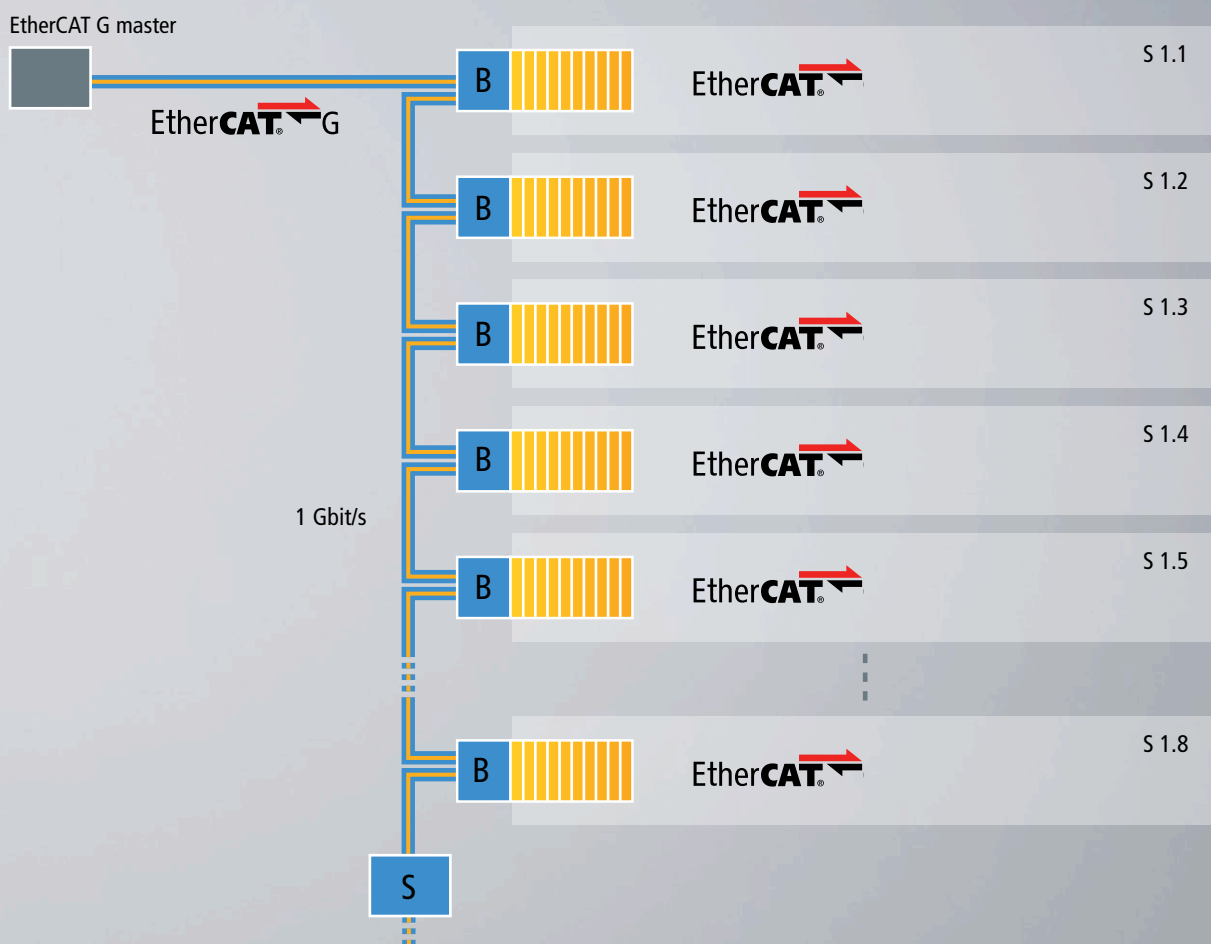 EtherCAT G master
B
EtherCAT®
S 1.1
EtherCAT® G
B
EtherCAT®
S 1.2
B
EtherCAT®
S 1.3
B
EtherCAT®
S 1.4
1 Gbit/s
B
EtherCAT®
S 1.5
B
EtherCAT®
S 1.8
S